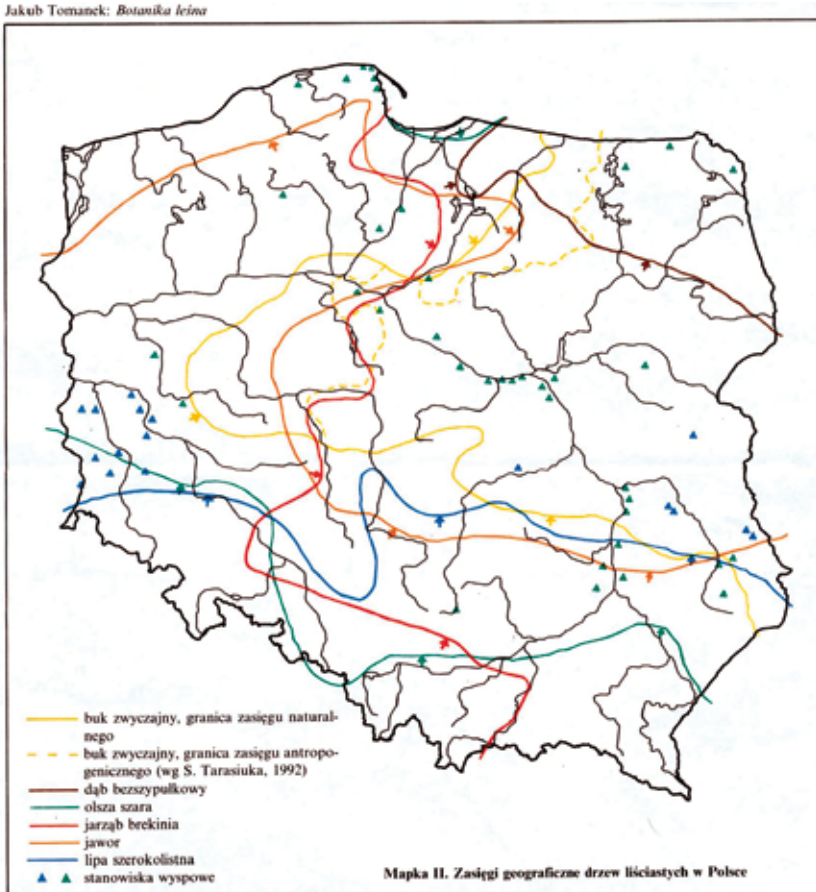 Jakub Tomanek: Botanika leśna
buk zwyczajny, granica zasięgu natural-
nego
buk zwyczajny, granica zasięgu antropo-
genicznego (wg S. Tarasiuka, 1992)
dąb bezszypułkowy
olsza szara
jarząb brekinia
jawor
lipa szerokolistna
stanowiska wyspowe
Mapka II. Zasięgi geograficzne drzew liściastych w Polsce